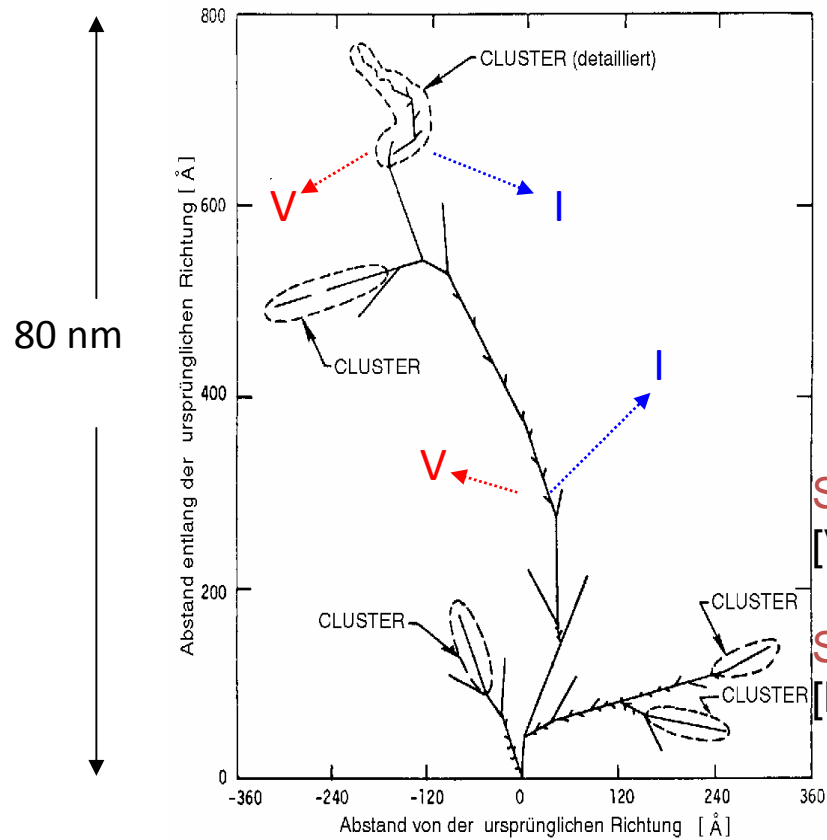 800
CLUSTER (detailliert)
V
I
600
80 nm
CLUSTER
I
400
V
S
[V
200
CLUSTER
CLUSTER
S
CLUSTER
0
-360
-240
-120
0
120
240
360
Abstand entlang der ursprünglichen Richtung [Å]
Abstand von der ursprünglichen Richtung [Å]